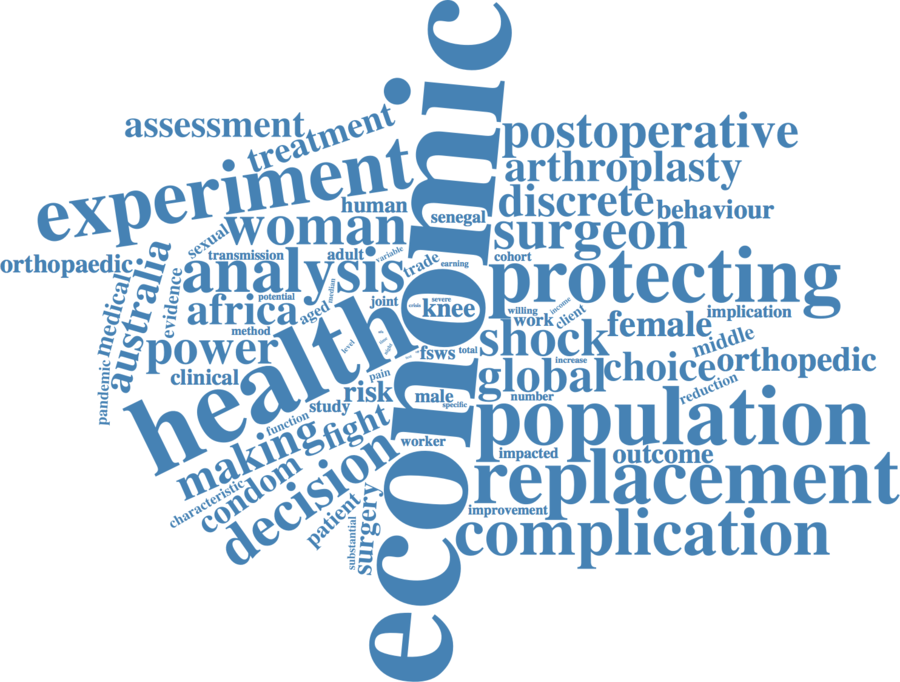 economic
assessment
treatment
postoperative
experiment
arthroplasty
human
discrete
behaviour
woman
senegal
surgeon
sexual
orthopaedic
transmission
adult
variable
cohort
analysis
trade
earning
protecting
medical
australia
evidence
potential
median
africa
aged
joint
crisis
severe
knee
willing
income
work
client
implication
method
shock
female
middle
power
health
level
fsws
total
increase
choice
orthopedic
pandemic
clinical
pain
global
reduction
risk
male
specific
number
study
function
fight
population
making
worker
impacted
outcome
condom
characteristic
decision
replacement
patient
surgery
substantial
improvement
complication